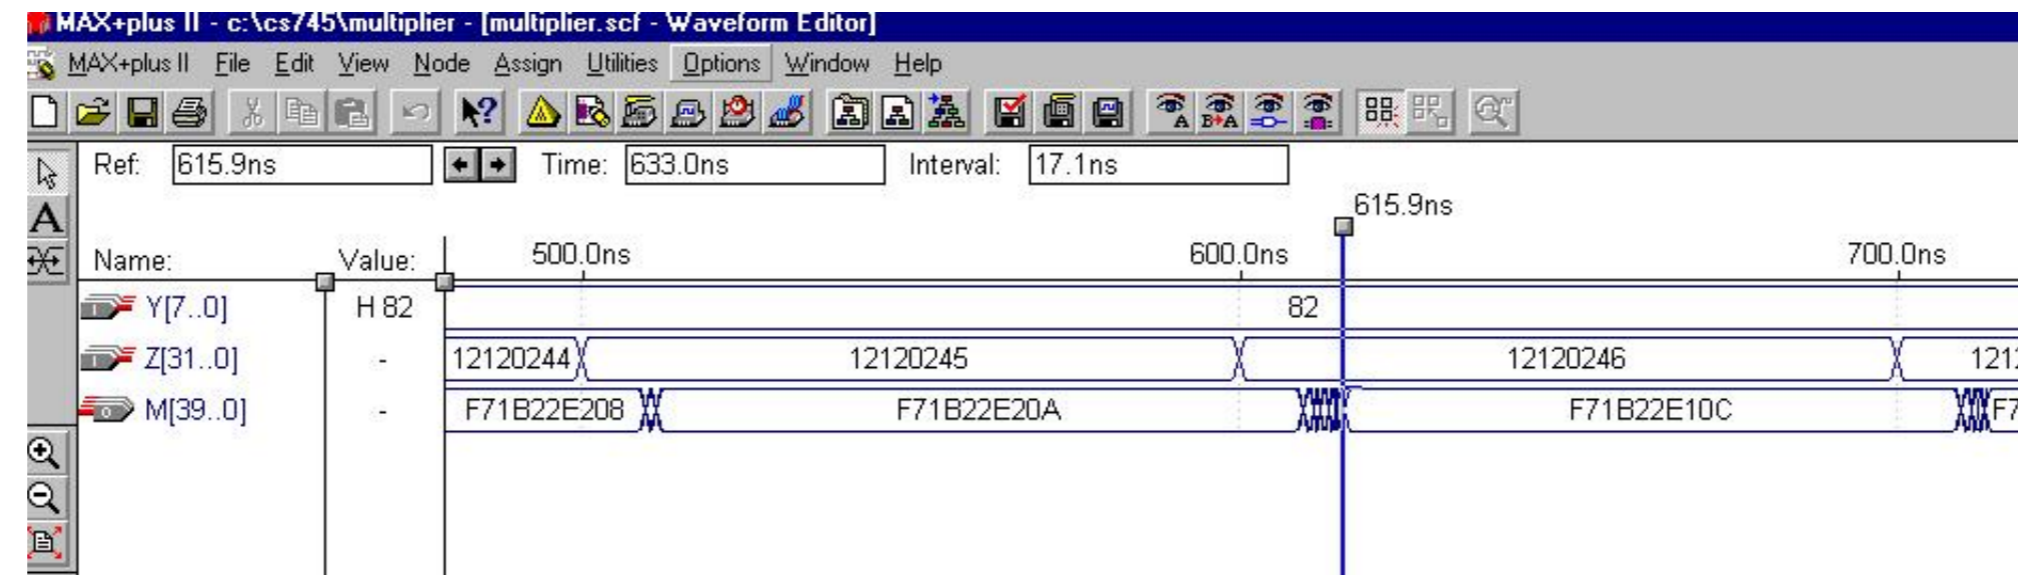 MAX+plus II - c:\cs745\multiplier - [multiplier.scf - Waveform Editor]
MAX+plus II File Edit View Node Assign Utilities Options Window Help
Ref: 615.9ns Time: 633.0ns Interval: 17.1ns
615.9ns
Name: Value: 500.0ns 600.0ns 700.0ns
Y[7..0] H 82 82
Z[31..0] - 12120244 12120245 12120246 121
M[39..0] - F71B22E208 F71B22E20A F71B22E10C F7